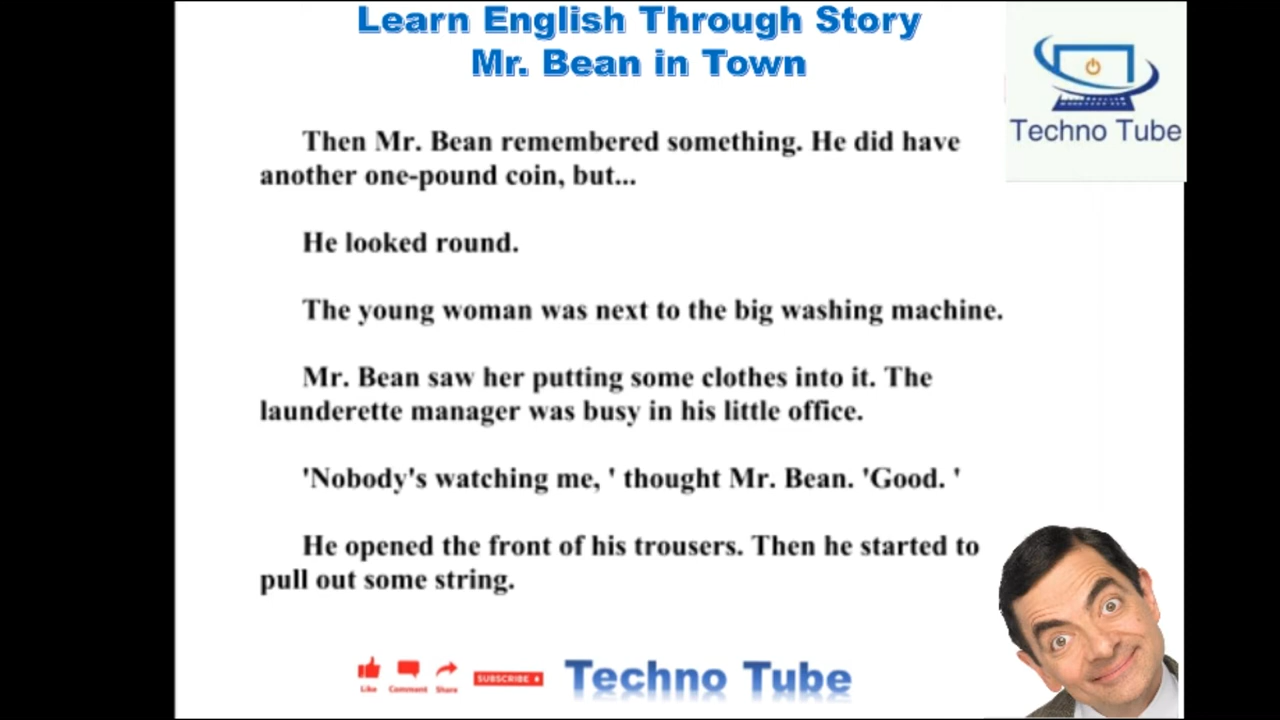 Learn English Through Story
Mr. Bean in Town
Techno Tube
Then Mr. Bean remembered something. He did have
another one-pound coin, but...
He looked round.
The young woman was next to the big washing machine.
Mr. Bean saw her putting some clothes into it. The
launderette manager was busy in his little office.
'Nobody's watching me, ' thought Mr. Bean. 'Good. '
He opened the front of his trousers. Then he started to
pull out some string.
Like Comment Share SUBSCRIBE Techno Tube